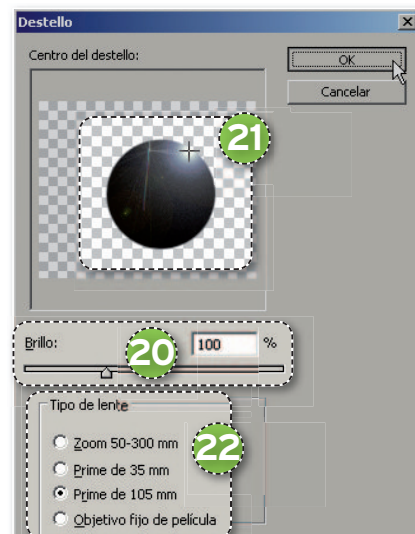 Destello
Centro del destello:
OK
Cancelar
21
Brillo:
20
100 %
Tipo de lente
22
Zoom 50-300 mm
Prime de 35 mm
Prime de 105 mm
Objetivo fijo de película